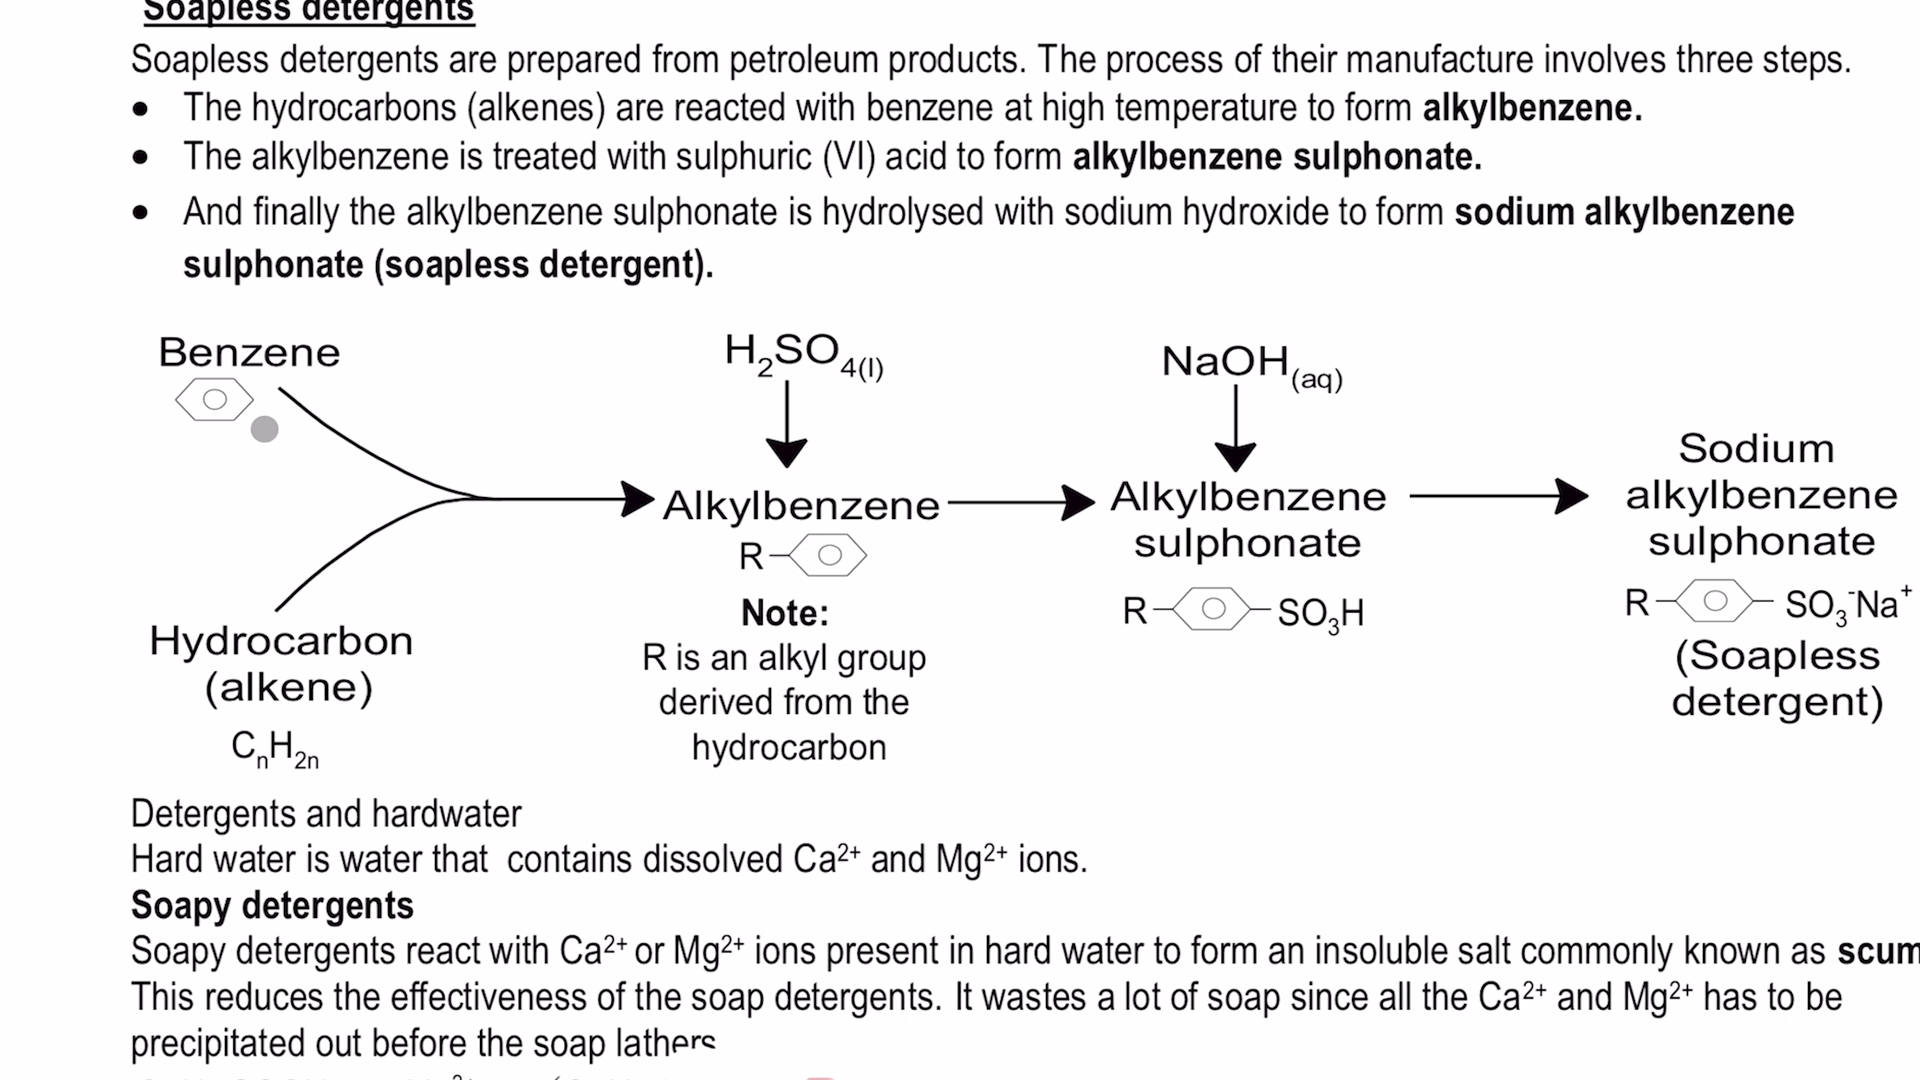 Soapless detergents
Soapless detergents are prepared from petroleum products. The process of their manufacture involves three steps.
• The hydrocarbons (alkenes) are reacted with benzene at high temperature to form alkylbenzene.
• The alkylbenzene is treated with sulphuric (VI) acid to form alkylbenzene sulphonate.
• And finally the alkylbenzene sulphonate is hydrolysed with sodium hydroxide to form sodium alkylbenzene
sulphonate (soapless detergent).
Benzene
Hydrocarbon
(alkene)
CₙH₂ₙ
H₂SO₄₍ₗ₎
Alkylbenzene
R
Note:
R is an alkyl group
derived from the
hydrocarbon
NaOH(aq)
Alkylbenzene
sulphonate
R SO₃H
Sodium
alkylbenzene
sulphonate
R SO₃⁻Na⁺
(Soapless
detergent)
Detergents and hardwater
Hard water is water that contains dissolved Ca²⁺ and Mg²⁺ ions.
Soapy detergents
Soapy detergents react with Ca²⁺ or Mg²⁺ ions present in hard water to form an insoluble salt commonly known as scum
This reduces the effectiveness of the soap detergents. It wastes a lot of soap since all the Ca²⁺ and Mg²⁺ has to be
precipitated out before the soap lathers